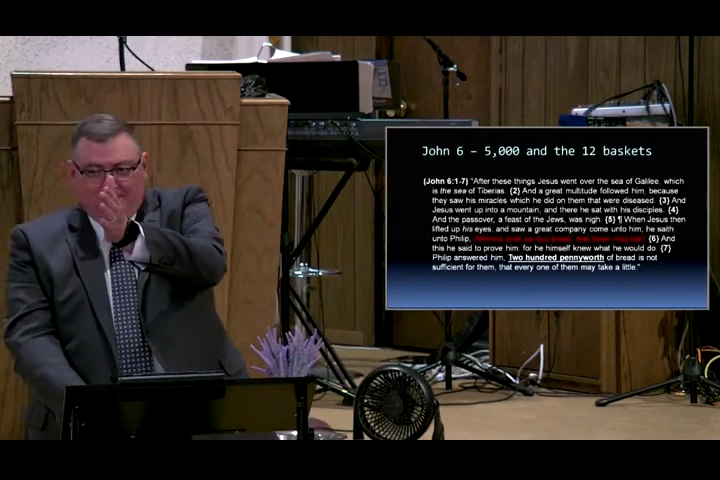 John 6 – 5,000 and the 12 baskets
(John 6:1-7) "After these things Jesus went over the sea of Galilee, which
is the sea of Tiberias. {2} And a great multitude followed him, because
they saw his miracles which he did on them that were diseased. {3} And
Jesus went up into a mountain, and there he sat with his disciples. {4}
And the passover, a feast of the Jews, was nigh. {5} ¶ When Jesus then
lifted up his eyes, and saw a great company come unto him, he saith
unto Philip, {6} And
this he said to prove him: for he himself knew what he would do. {7}
Philip answered him, Two hundred pennyworth of bread is not
sufficient for them, that every one of them may take a little."